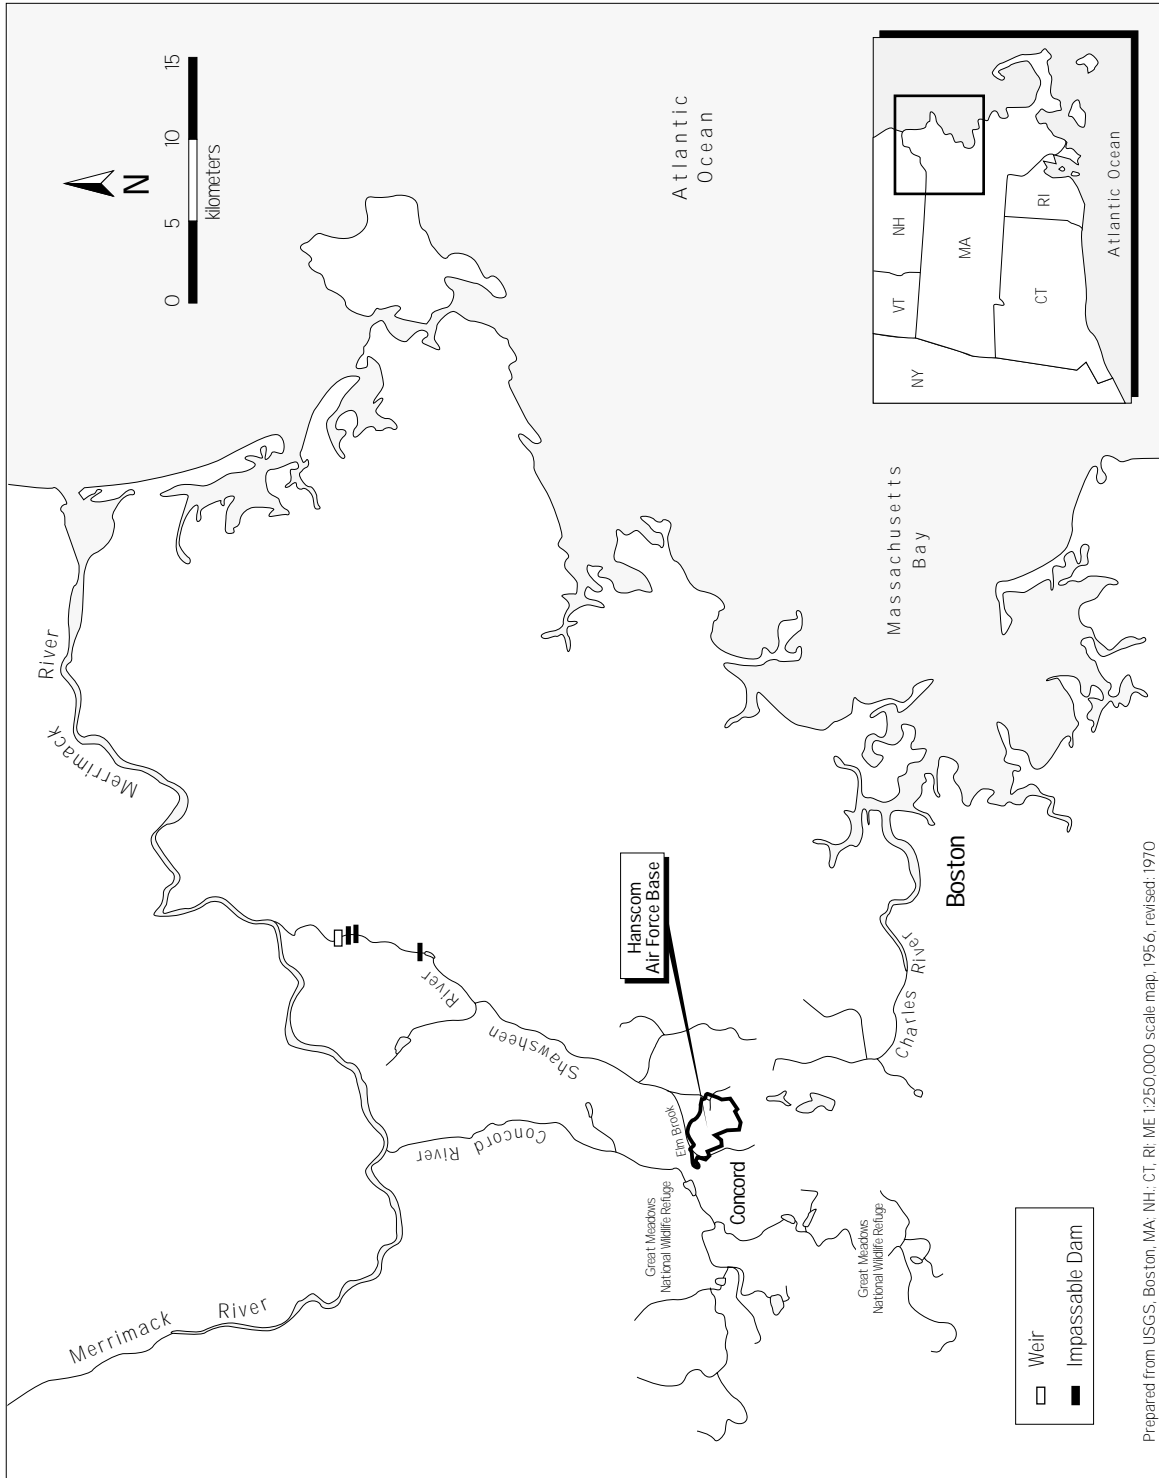 Merrimack
River
Merrimack
River
N
0 5 10 15
kilometers
Atlantic
Ocean
River
Shawsheen
Concord River
Hanscom
Air Force Base
Elm Brook
Great Meadows
National Wildlife Refuge
Concord
Great Meadows
National Wildlife Refuge
Charles River
Boston
Massachusetts
Bay
Weir
Impassable Dam
NY
VT
NH
MA
CT
RI
Atlantic Ocean
Prepared from USGS, Boston, MA; NH.; CT, RI; ME 1:250,000 scale map, 1956, revised: 1970